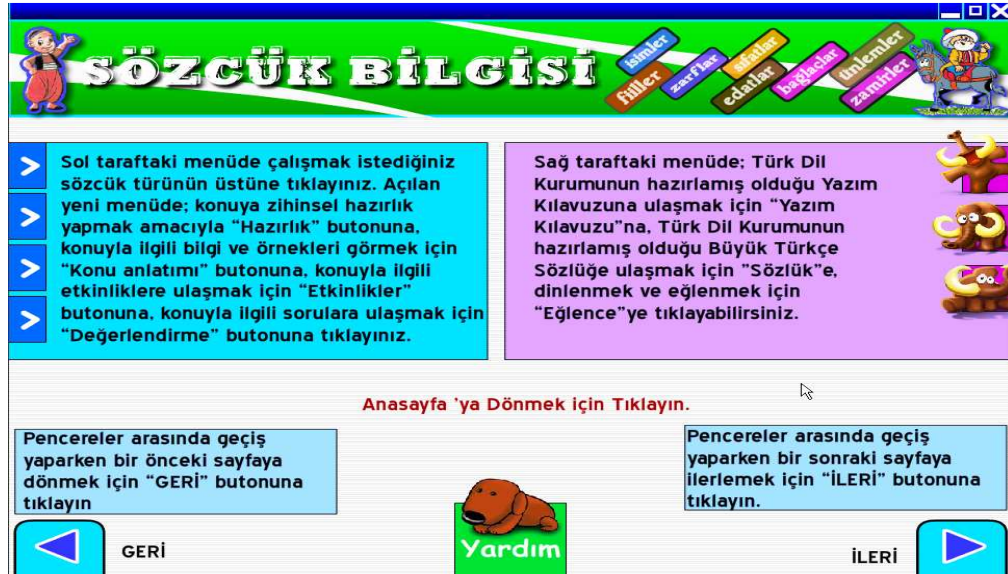 SÖZCÜK BİLGİSİ
isimler
fiiller
zarflar
sıfatlar
edatlar
bağlaçlar
ünlemler
zamirler
Sol taraftaki menüde çalışmak istediğiniz
sözcük türünün üstüne tıklayınız. Açılan
yeni menüde; konuya zihinsel hazırlık
yapmak amacıyla “Hazırlık” butonuna,
konuyla ilgili bilgi ve örnekleri görmek için
“Konu anlatımı” butonuna, konuyla ilgili
etkinliklere ulaşmak için “Etkinlikler”
butonuna, konuyla ilgili sorulara ulaşmak için
“Değerlendirme” butonuna tıklayınız.
Sağ taraftaki menüde; Türk Dil
Kurumunun hazırlamış olduğu Yazım
Kılavuzuna ulaşmak için “Yazım
Kılavuzu”na, Türk Dil Kurumunun
hazırlamış olduğu Büyük Türkçe
Sözlüğe ulaşmak için ”Sözlük”e,
dinlenmek ve eğlenmek için
“Eğlence”ye tıklayabilirsiniz.
Anasayfa 'ya Dönmek için Tıklayın.
Pencereler arasında geçiş
yaparken bir önceki sayfaya
dönmek için “GERİ” butonuna
tıklayın
Pencereler arasında geçiş
yaparken bir sonraki sayfaya
ilerlemek için “İLERİ” butonuna
tıklayın.
GERİ
Yardım
İLERİ